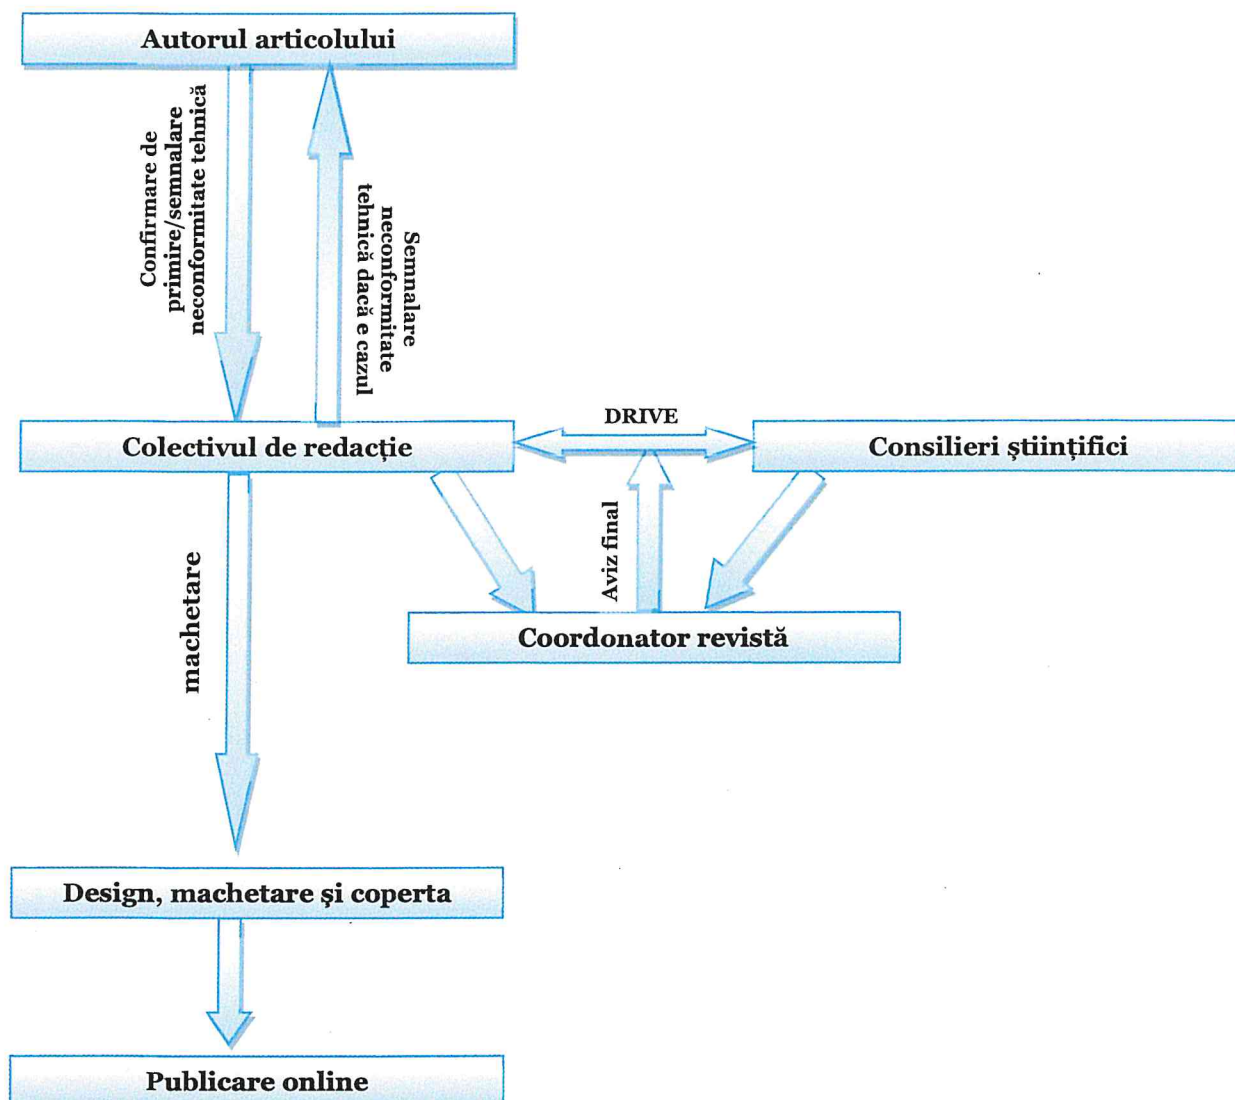 Autorul articolului
Confirmare de
primire/semnalare
neconformitate tehnică
Semnalare
neconformitate
tehnică dacă e cazul
Colectivul de redacție
DRIVE
Consilieri științifici
Aviz final
machetare
Coordonator revistă
Design, machetare și coperta
Publicare online